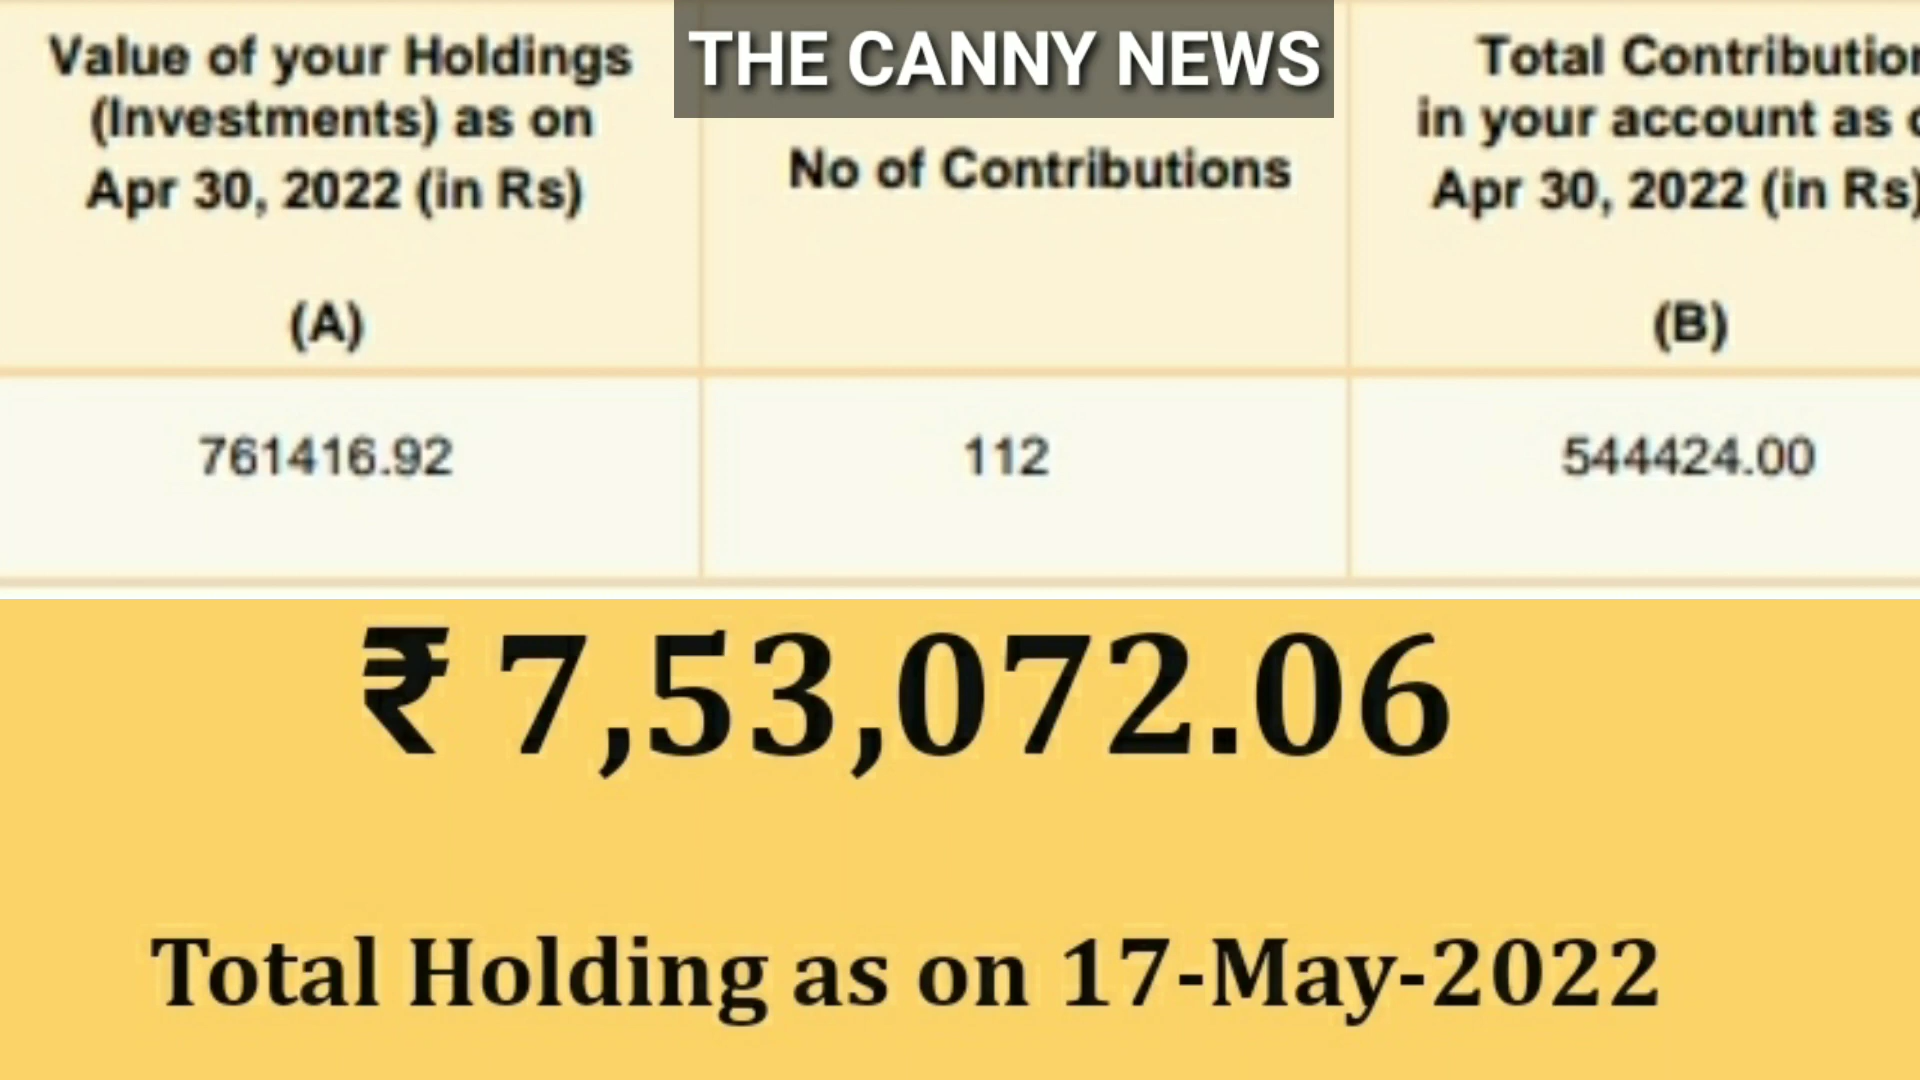 THE CANNY NEWS
Value of your Holdings
(Investments) as on
Apr 30, 2022 (in Rs)
(A)
No of Contributions
Total Contribution
in your account as
Apr 30, 2022 (in Rs)
(B)
761416.92
112
544424.00
₹ 7,53,072.06
Total Holding as on 17-May-2022